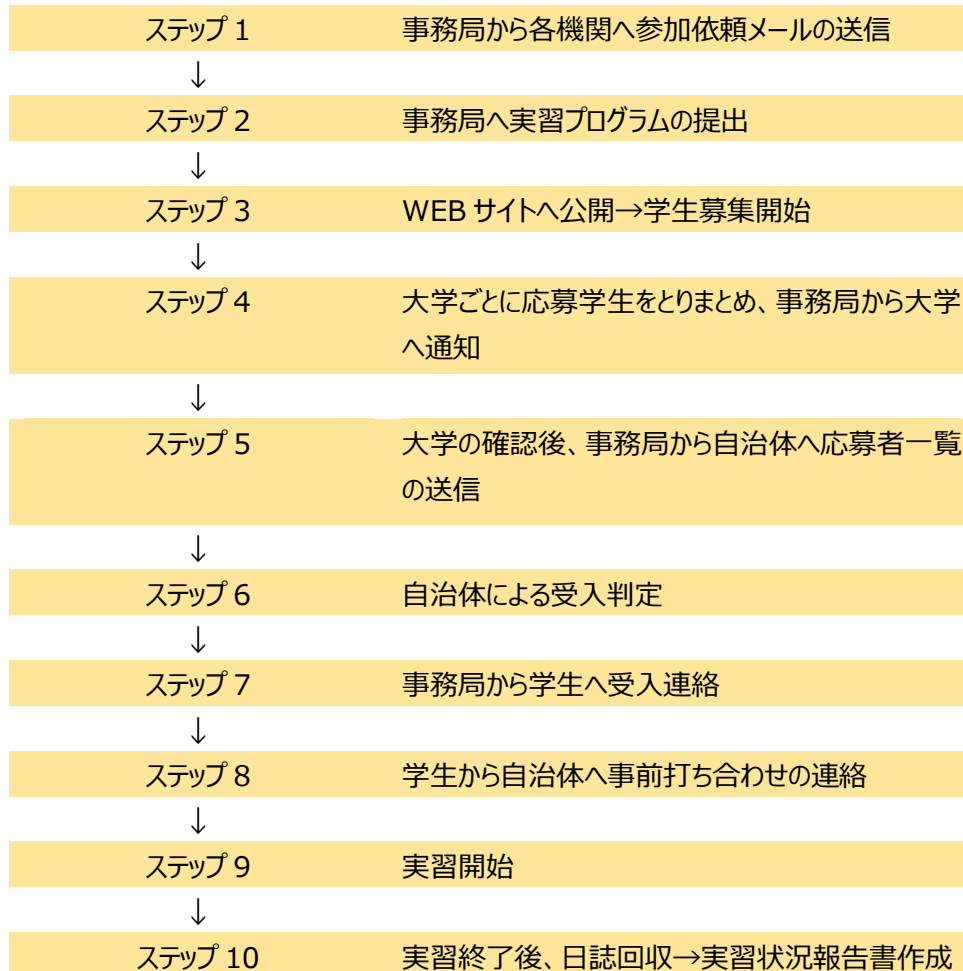 ステップ 1 事務局から各機関へ参加依頼メールの送信
↓
ステップ 2 事務局へ実習プログラムの提出
↓
ステップ 3 WEB サイトへ公開→学生募集開始
↓
ステップ 4 大学ごとに応募学生をとりまとめ、事務局から大学
へ通知
↓
ステップ 5 大学の確認後、事務局から自治体へ応募者一覧
の送信
↓
ステップ 6 自治体による受入判定
↓
ステップ 7 事務局から学生へ受入連絡
↓
ステップ 8 学生から自治体へ事前打ち合わせの連絡
↓
ステップ 9 実習開始
↓
ステップ 10 実習終了後、日誌回収→実習状況報告書作成